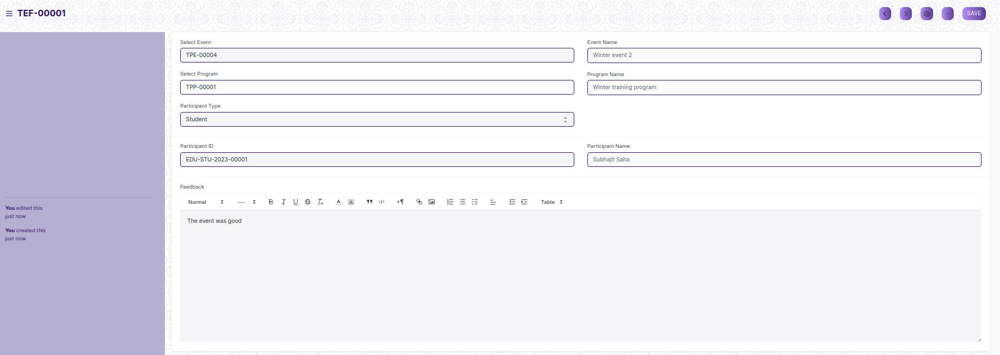 TEF-00001
SAVE
Select Event
TPE-00004
Event Name
Winter event 2
Select Program
TPP-00001
Program Name
Winter training program
Participant Type
Student
Participant ID
EDU-STU-2023-00001
Participant Name
Subhajit Saha
Feedback
Normal --- B I U S Tx A A Table
The event was good
You edited this
just now
You created this
just now